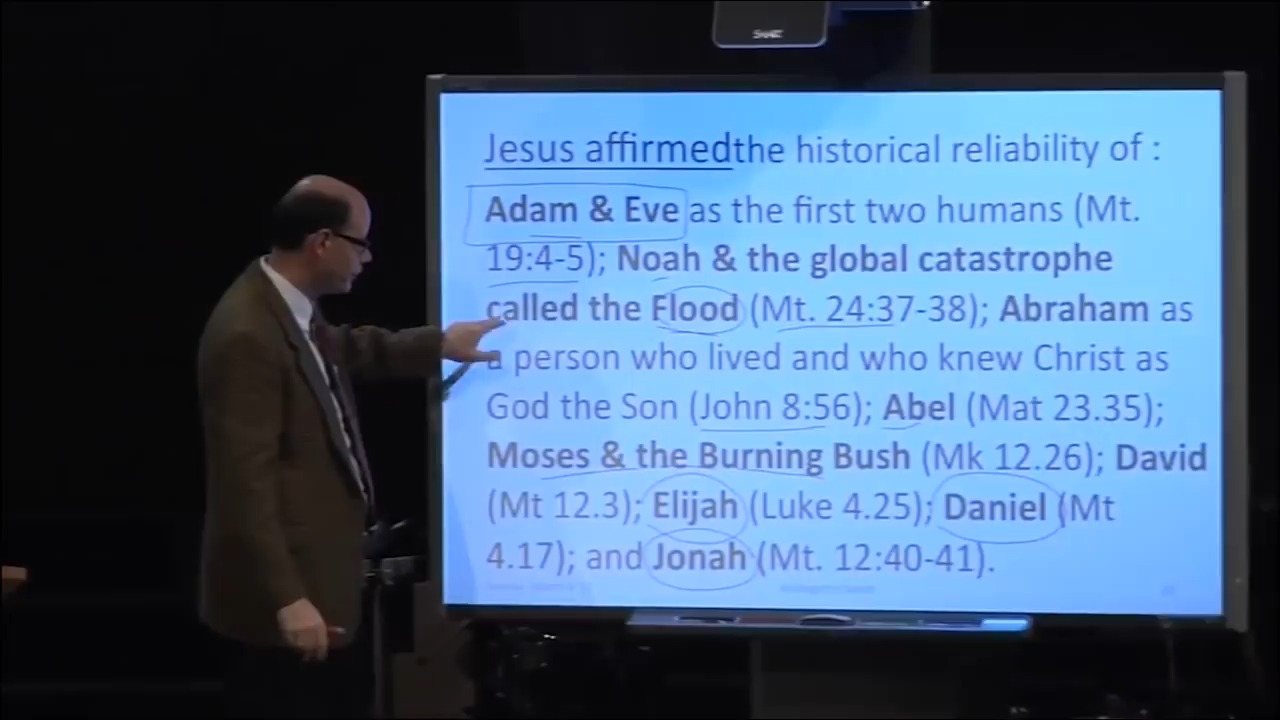 SMART
Jesus affirmed the historical reliability of :
Adam & Eve as the first two humans (Mt.
19:4-5); Noah & the global catastrophe
called the Flood (Mt. 24:37-38); Abraham as
a person who lived and who knew Christ as
God the Son (John 8:56); Abel (Mat 23.35);
Moses & the Burning Bush (Mk 12.26); David
(Mt 12.3); Elijah (Luke 4.25); Daniel (Mt
4.17); and Jonah (Mt. 12:40-41).